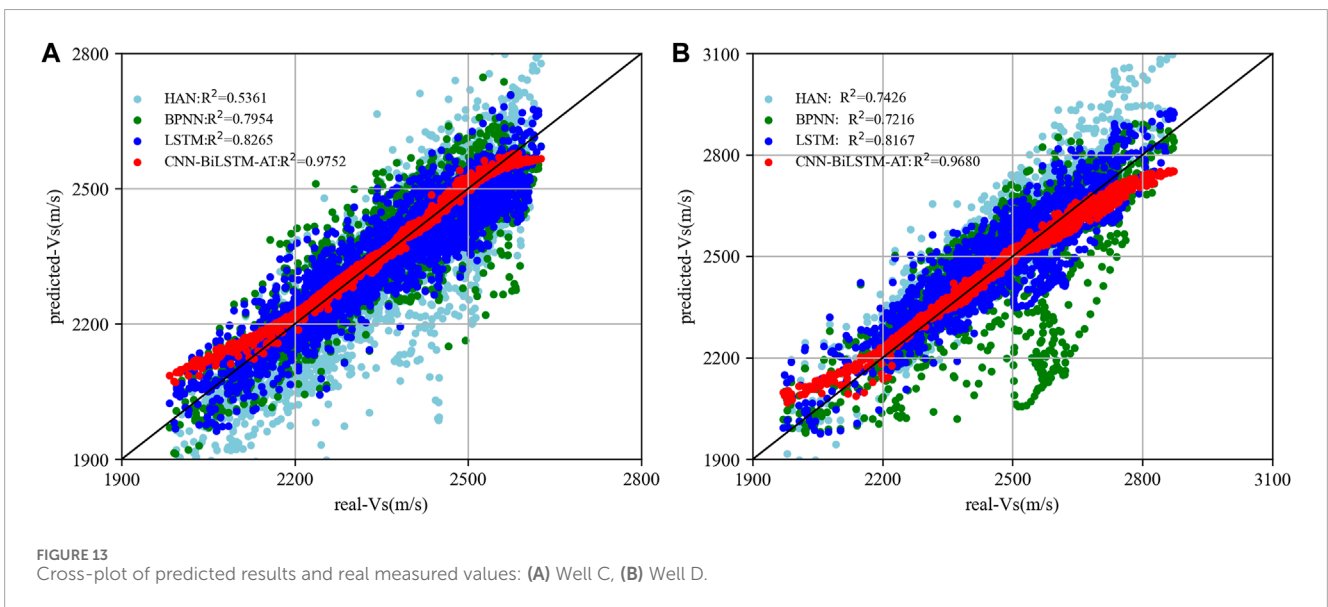 A
2800
2500
2200
1900
predicted-Vs(m/s)
HAN:R²=0.5361
BPNN:R²=0.7954
LSTM:R²=0.8265
CNN-BiLSTM-AT:R²=0.9752
1900 2200 2500 2800
real-Vs(m/s)
B
3100
2800
2500
2200
1900
predicted-Vs(m/s)
HAN: R²=0.7426
BPNN: R²=0.7216
LSTM: R²=0.8167
CNN-BiLSTM-AT:R²=0.9680
1900 2200 2500 2800 3100
real-Vs(m/s)
FIGURE 13
Cross-plot of predicted results and real measured values: (A) Well C, (B) Well D.